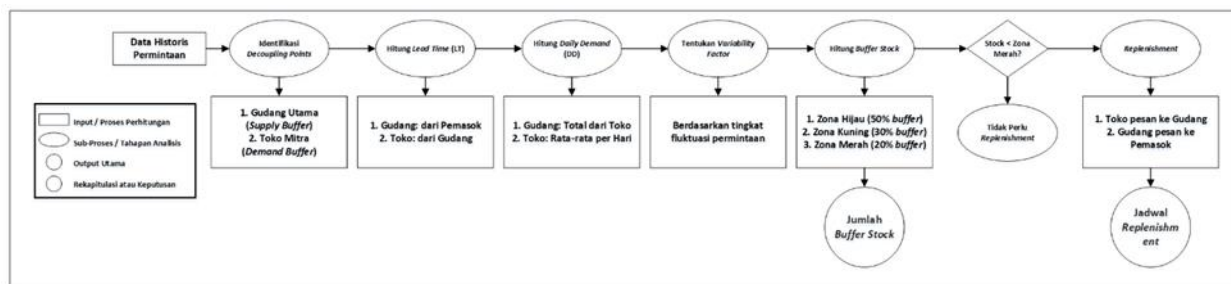 Data Historis
Permintaan
Identifikasi
Decoupling Points
Hitung Lead Time (LT)
Hitung Daily Demand
(DD)
Tentukan Variability
Factor
Hitung Buffer Stock
Stock < Zona
Merah?
Replenishment
1. Gudang Utama
(Supply Buffer)
2. Toko Mitra
(Demand Buffer)
1. Gudang: dari Pemasok
2. Toko: dari Gudang
1. Gudang: Total dari Toko
2. Toko: Rata-rata per Hari
Berdasarkan tingkat
fluktuasi permintaan
1. Zona Hijau (50% buffer)
2. Zona Kuning (30% buffer)
3. Zona Merah (20% buffer)
Tidak Perlu
Replenishment
1. Toko pesan ke Gudang
2. Gudang pesan ke
Pemasok
Jumlah
Buffer Stock
Jadwal
Replenishm
ent
Input / Proses Perhitungan
Sub-Proses / Tahapan Analisis
Output Utama
Rekapitulasi atau Keputusan